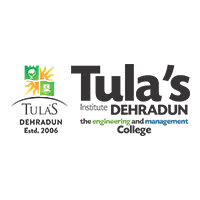 TULA'S
DEHRADUN
Estd. 2006
Tula's
Institute DEHRADUN
the engineering and management
College